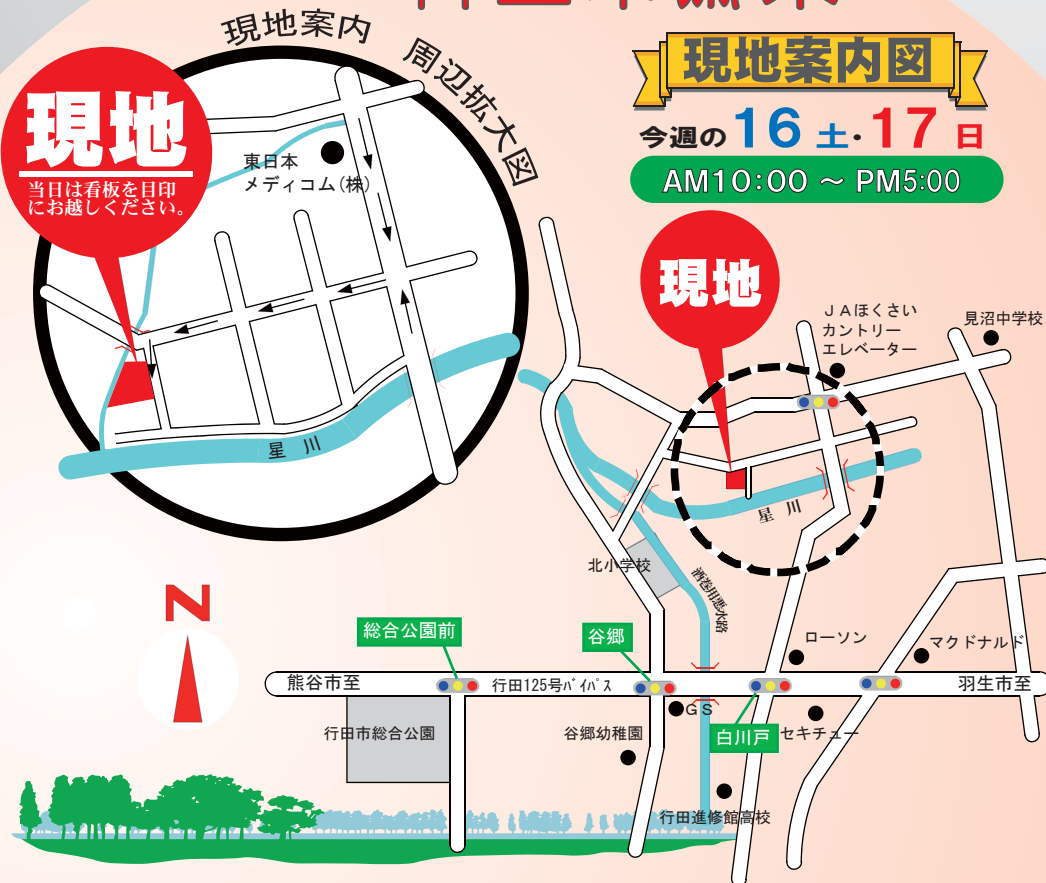 現地案内 周辺拡大図
現地案内図
今週の16土・17日
AM10:00 ～ PM5:00
現地
当日は看板を目印
にお越しください。
東日本
メディコム(株)
星川
現地
JAほくさい
カントリー
エレベーター
見沼中学校
星川
北小学校
酒巻用悪水路
N
総合公園前
谷郷
ローソン
マクドナルド
熊谷市至
行田125号バイパス
羽生市至
行田市総合公園
谷郷幼稚園
GS
白川戸
セキチュー
行田進修館高校